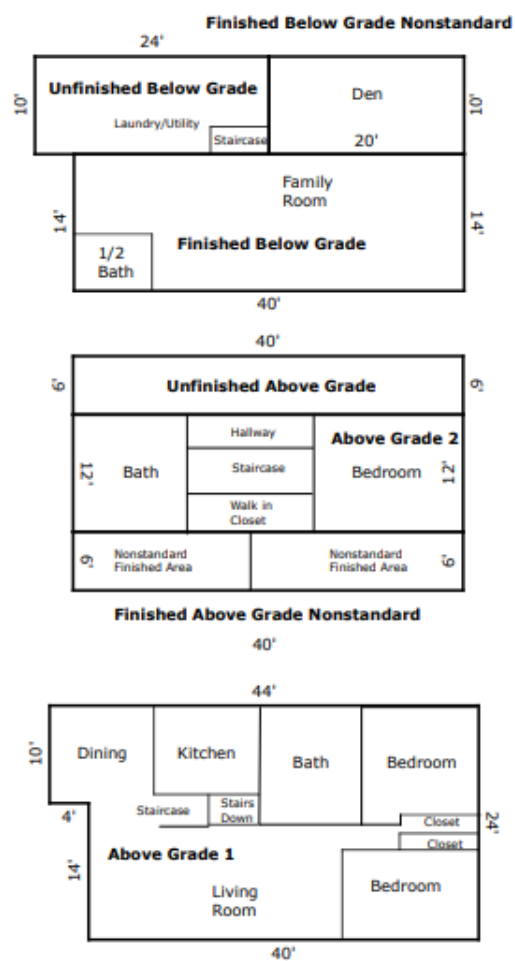 Finished Below Grade Nonstandard
24'
10'
Unfinished Below Grade
Laundry/Utility
Staircase
Den
20'
10'
Family
Room
14'
14'
Finished Below Grade
1/2
Bath
40'
40'
6'
Unfinished Above Grade
6'
Hallway
Above Grade 2
12'
Bath
Staircase
Bedroom
12'
Walk in
Closet
6'
Nonstandard
Finished Area
Nonstandard
Finished Area
6'
Finished Above Grade Nonstandard
40'
44'
10'
Dining
Kitchen
Bath
Bedroom
4'
Staircase
Stairs
Down
Closet
24'
Closet
Above Grade 1
14'
Living
Room
Bedroom
40'